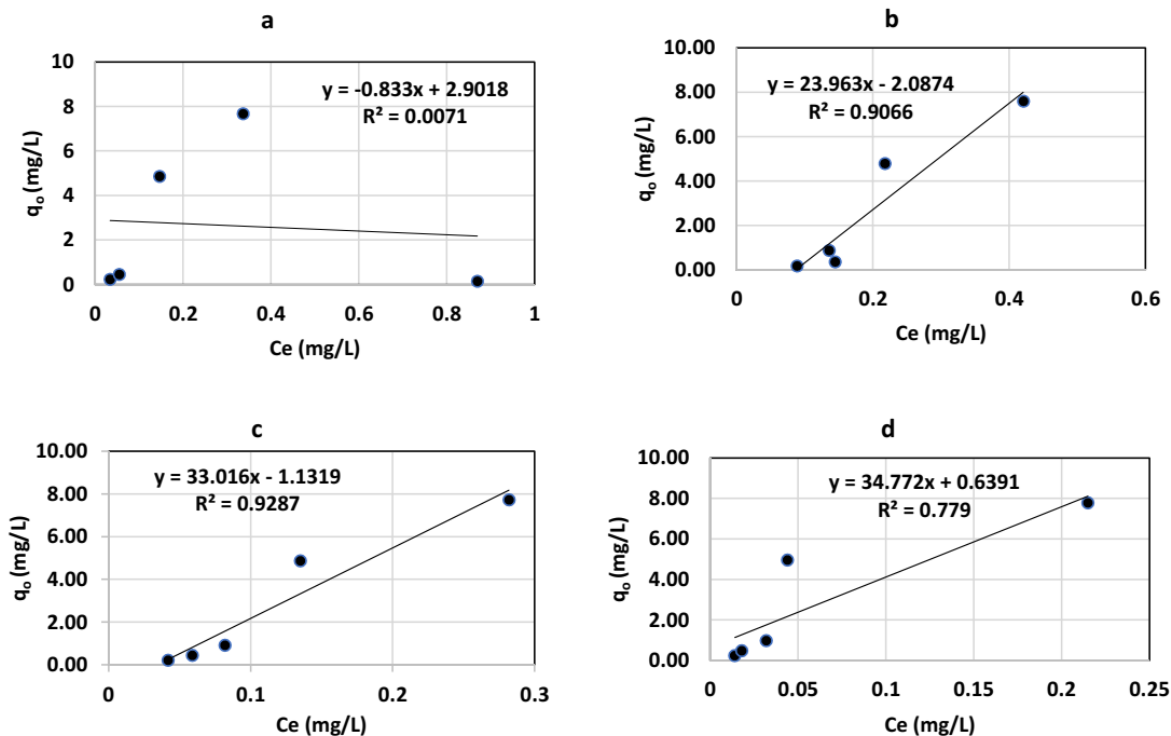 a
10
8
6
4
2
0
qₒ (mg/L)
y = -0.833x + 2.9018
R² = 0.0071
0 0.2 0.4 0.6 0.8 1
Ce (mg/L)
b
10.00
8.00
6.00
4.00
2.00
0.00
qₒ (mg/L)
y = 23.963x - 2.0874
R² = 0.9066
0 0.2 0.4 0.6
Ce (mg/L)
c
10.00
8.00
6.00
4.00
2.00
0.00
qₒ (mg/L)
y = 33.016x - 1.1319
R² = 0.9287
0 0.1 0.2 0.3
Ce (mg/L)
d
10.00
8.00
6.00
4.00
2.00
0.00
qₒ (mg/L)
y = 34.772x + 0.6391
R² = 0.779
0 0.05 0.1 0.15 0.2 0.25
Ce (mg/L)